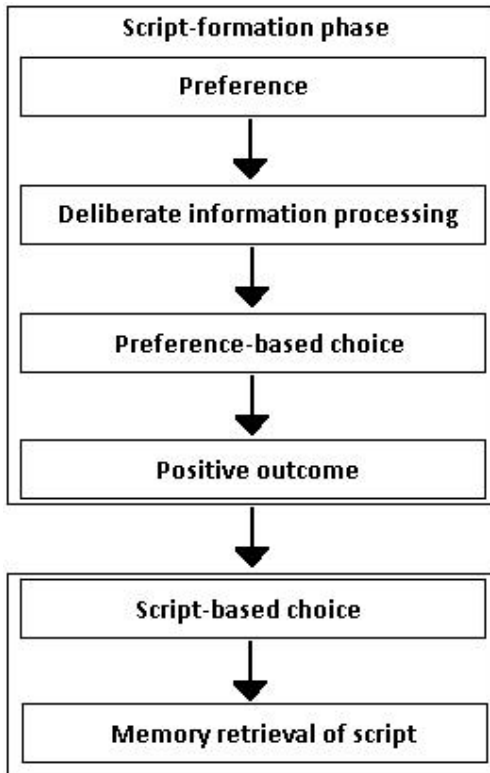 Script-formation phase
Preference
Deliberate information processing
Preference-based choice
Positive outcome
Script-based choice
Memory retrieval of script